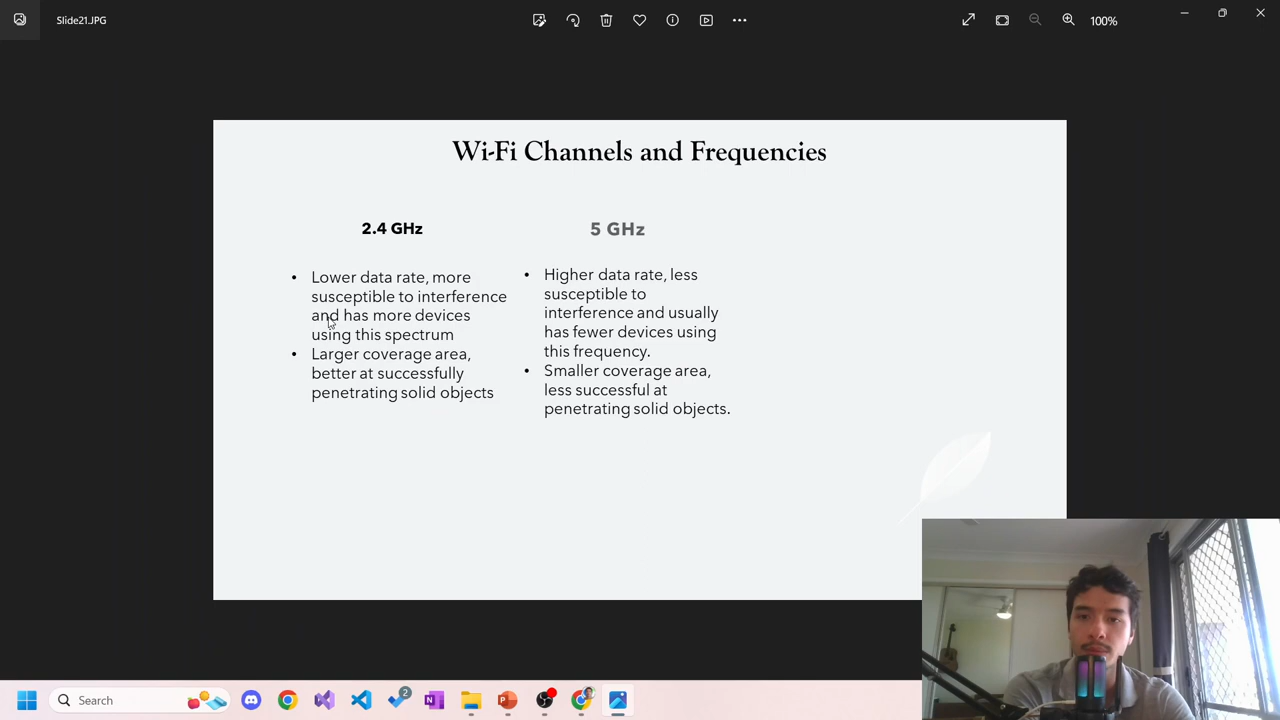 Slide21.JPG
100%
Wi-Fi Channels and Frequencies
2.4 GHz
Lower data rate, more
susceptible to interference
and has more devices
using this spectrum
Larger coverage area,
better at successfully
penetrating solid objects
5 GHz
Higher data rate, less
susceptible to
interference and usually
has fewer devices using
this frequency.
Smaller coverage area,
less successful at
penetrating solid objects.
Search
2